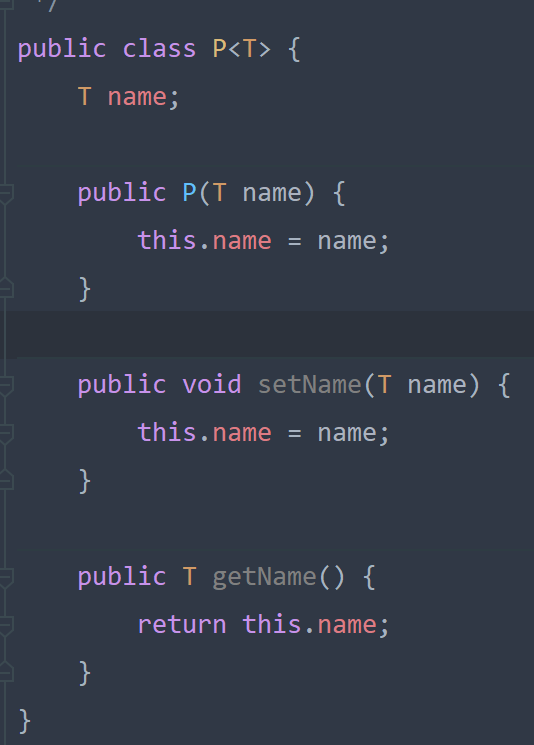 */
public class P<T> {
    T name;

    public P(T name) {
        this.name = name;
    }

    public void setName(T name) {
        this.name = name;
    }

    public T getName() {
        return this.name;
    }
}